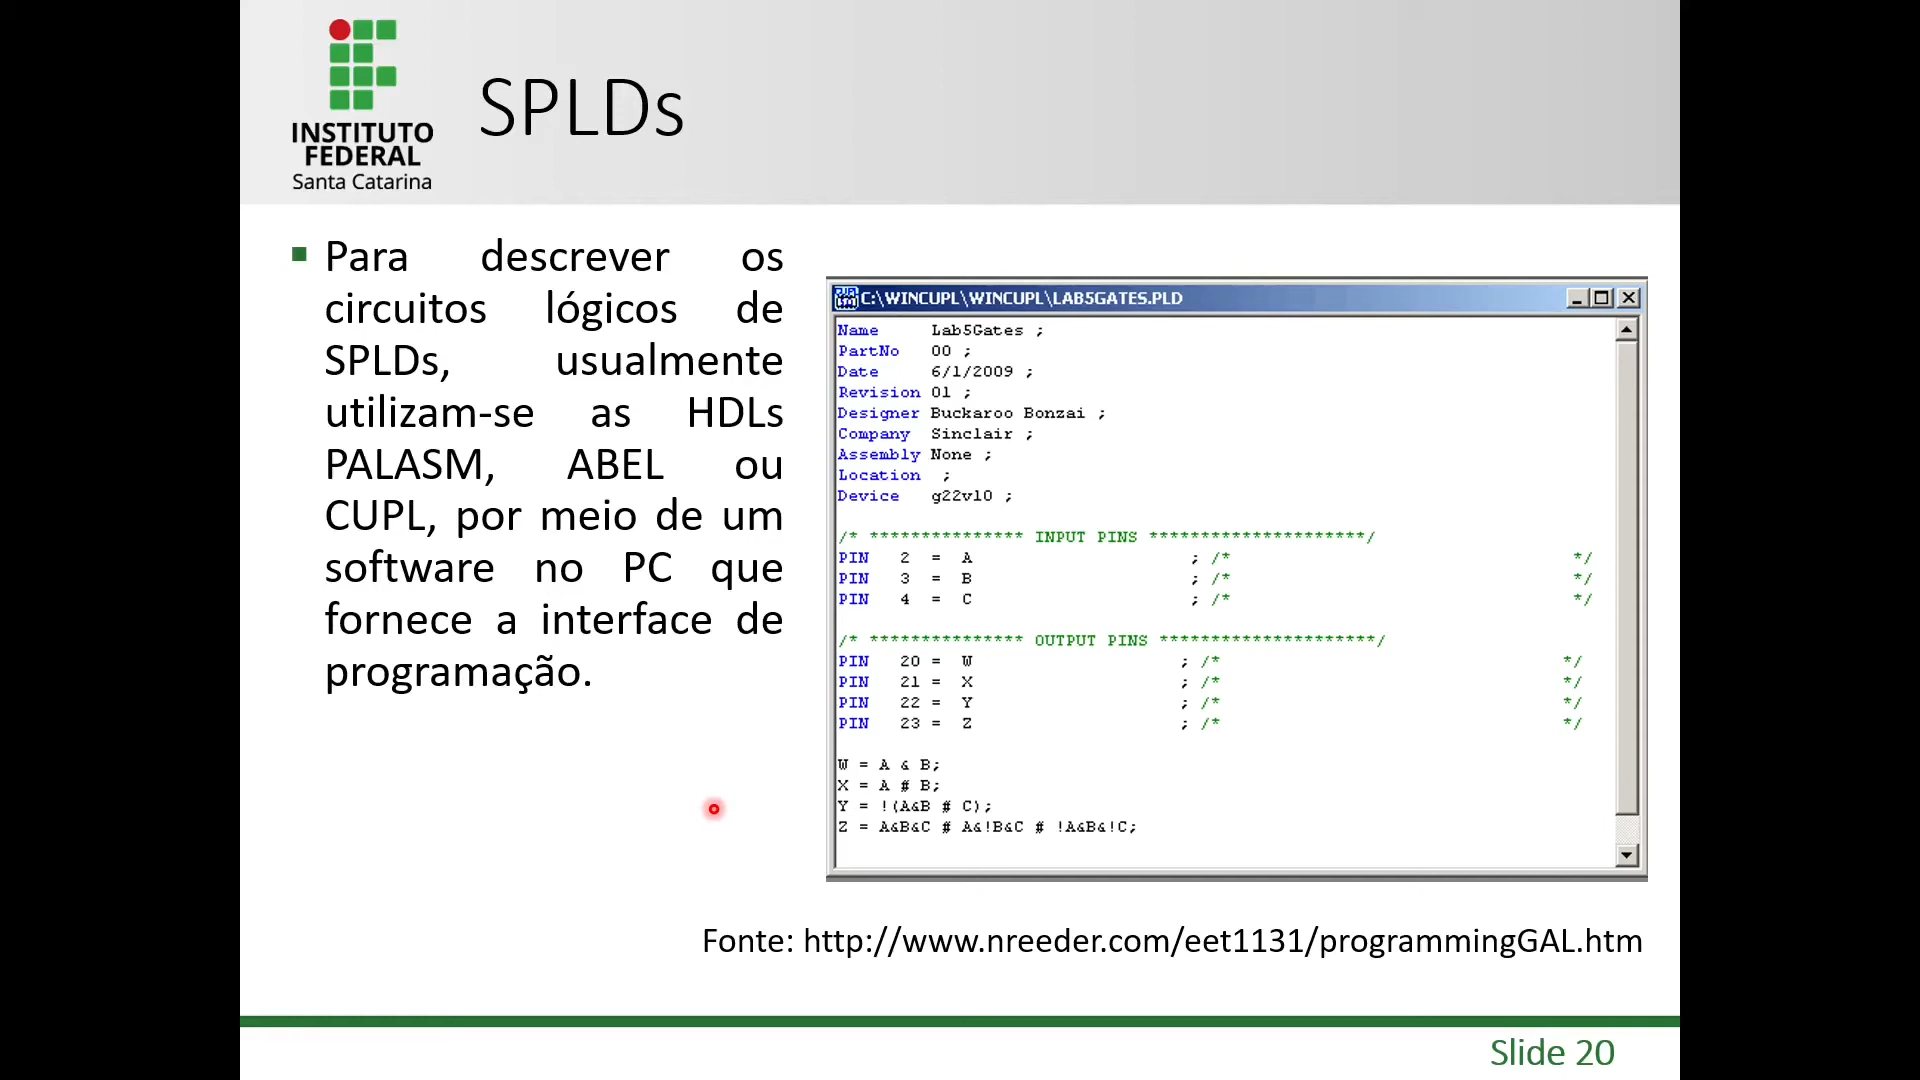 INSTITUTO
FEDERAL
Santa Catarina
SPLDs
Para descrever os
circuitos lógicos de
SPLDs, usualmente
utilizam-se as HDLs
PALASM, ABEL ou
CUPL, por meio de um
software no PC que
fornece a interface de
programação.
C:\WINCUPL\WINCUPL\LAB5GATES.PLD
Name Lab5Gates ;
PartNo 00 ;
Date 6/1/2009 ;
Revision 01 ;
Designer Buckaroo Bonzai ;
Company Sinclair ;
Assembly None ;
Location ;
Device g22v10 ;
/* *************** INPUT PINS *********************/
PIN 2 = A ; /* */
PIN 3 = B ; /* */
PIN 4 = C ; /* */
/* *************** OUTPUT PINS *********************/
PIN 20 = W ; /* */
PIN 21 = X ; /* */
PIN 22 = Y ; /* */
PIN 23 = Z ; /* */
W = A & B;
X = A # B;
Y = !(A&B # C);
Z = A&B&C # A&!B&C # !A&B&!C;
Fonte: http://www.nreeder.com/eet1131/programmingGAL.htm
Slide 20